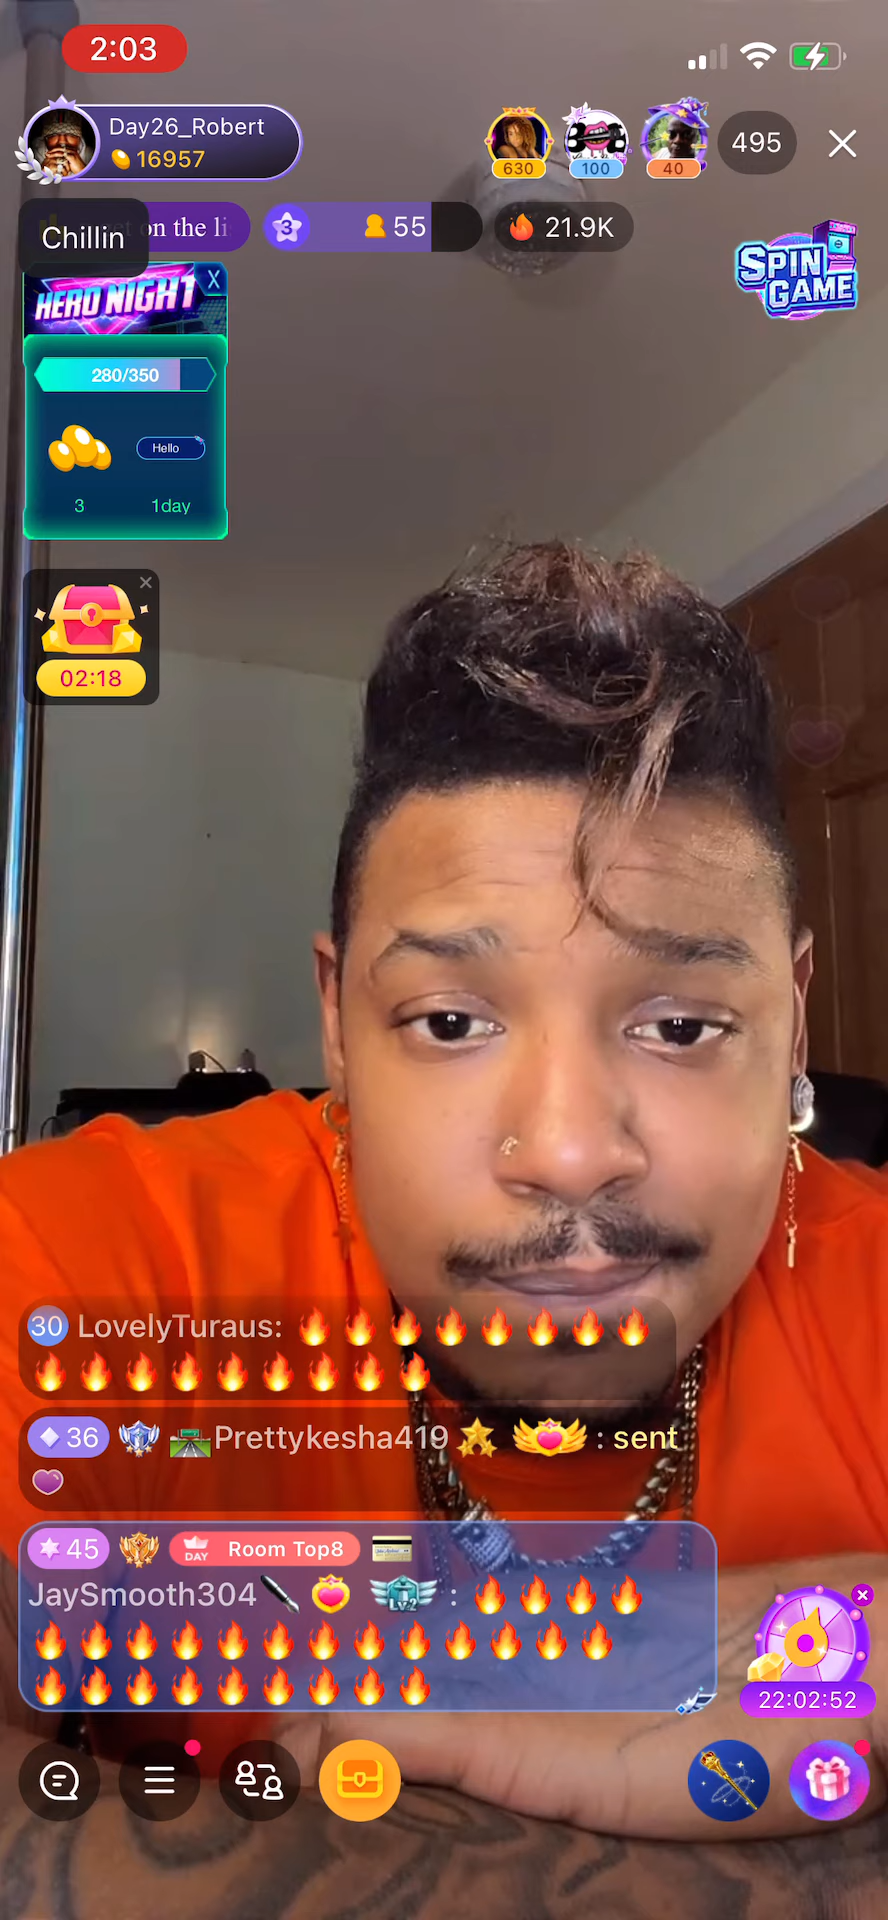 2:03
Day26_Robert
16957
630
100
40
495
Chillin
on the li
3
55
21.9K
SPIN GAME
HERO NIGHT
X
280/350
Hello
3
1day
02:18
30 LovelyTuraus: 🔥🔥🔥🔥🔥🔥🔥🔥
🔥🔥🔥🔥🔥🔥🔥🔥🔥
36 Prettykesha419 : sent
💜
45 DAY Room Top8
JaySmooth304 Lv2 : 🔥🔥🔥🔥
🔥🔥🔥🔥🔥🔥🔥🔥🔥🔥🔥🔥🔥
🔥🔥🔥🔥🔥🔥🔥🔥🔥
22:02:52